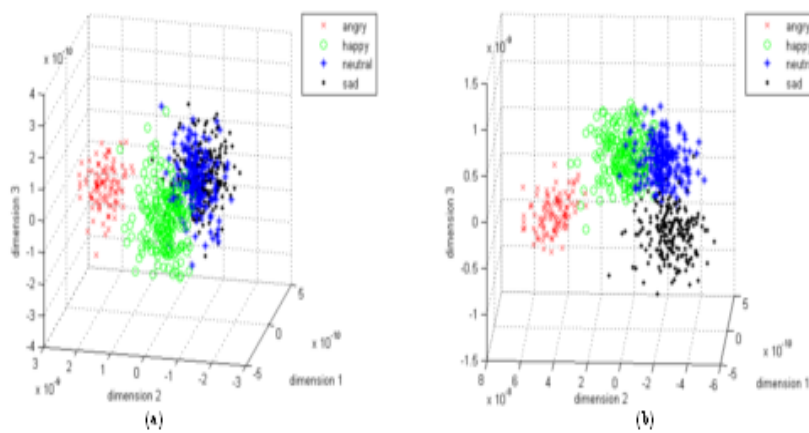 x 10⁻¹⁰
4
3
2
1
0
-1
-2
-3
-4
dimension 3
3 2 1 0 -1 -2 -3
x 10⁻⁹
dimension 2
5
0
-5
x 10⁻¹⁰
dimension 1
angry
happy
neutral
sad
(a)
x 10⁻⁹
1.5
1
0.5
0
-0.5
-1
-1.5
dimension 3
8 6 4 2 0 -2 -4 -6
dimension 2
5
0
-5
x 10⁻¹⁰
dimension 1
angry
happy
neutral
sad
(b)